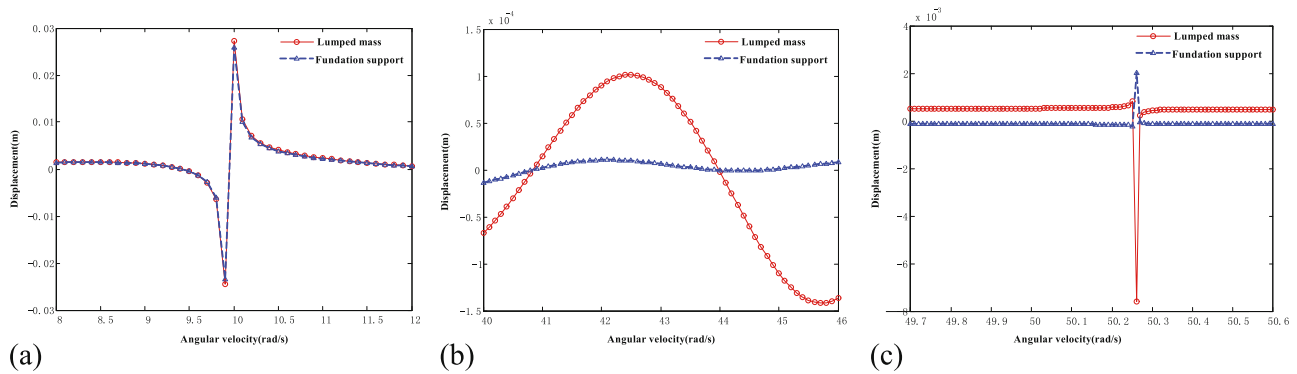 0.03
0.02
0.01
0
-0.01
-0.02
-0.03
Displacement(m)
Lumped mass
Fundation support
8 8.5 9 9.5 10 10.5 11 11.5 12
Angular velocity(rad/s)
(a)
x 10⁻⁴
1.5
1
0.5
0
-0.5
-1
-1.5
Displacement(m)
Lumped mass
Fundation support
40 41 42 43 44 45 46
Angular velocity(rad/s)
(b)
x 10⁻³
4
2
0
-2
-4
-6
-8
Displacement(m)
Lumped mass
Fundation support
49.7 49.8 49.9 50 50.1 50.2 50.3 50.4 50.5 50.6
Angular velocity(rad/s)
(c)